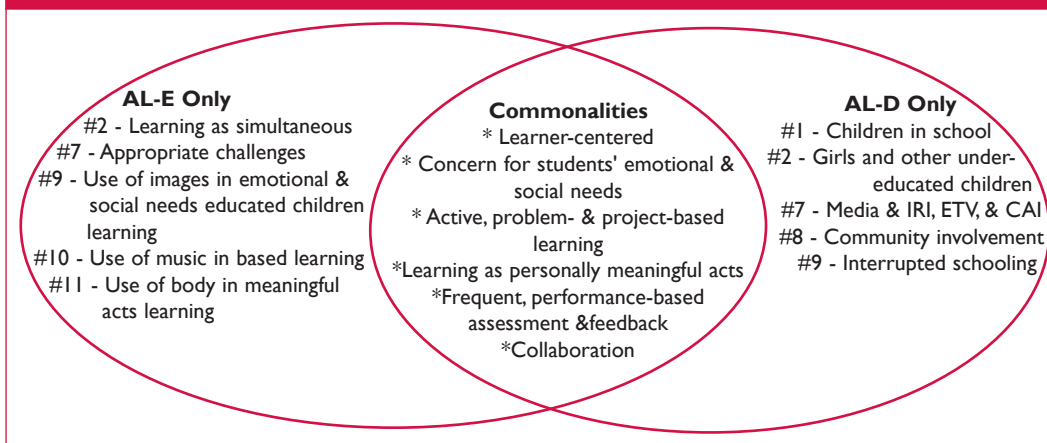 AL-E Only
#2 - Learning as simultaneous
#7 - Appropriate challenges
#9 - Use of images in emotional &
social needs educated children
learning
#10 - Use of music in based learning
#11 - Use of body in meaningful
acts learning
Commonalities
* Learner-centered
* Concern for students' emotional &
social needs
* Active, problem- & project-based
learning
*Learning as personally meaningful acts
*Frequent, performance-based
assessment &feedback
*Collaboration
AL-D Only
#1 - Children in school
#2 - Girls and other under-
educated children
#7 - Media & IRI, ETV, & CAI
#8 - Community involvement
#9 - Interrupted schooling